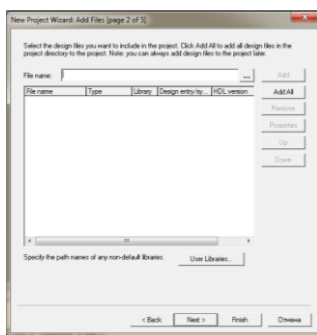 New Project Wizard: Add Files [page 2 of 5]
Select the design files you want to include in the project. Click Add All to add all design files in the
project directory to the project. Note: you can always add design files to the project later.
File name:
...
Add
File name Type Library Design entry/sy... HDL version
Add All
Remove
Properties
Up
Down
Specify the path names of any non-default libraries.
User Libraries...
< Back
Next >
Finish
Отмена